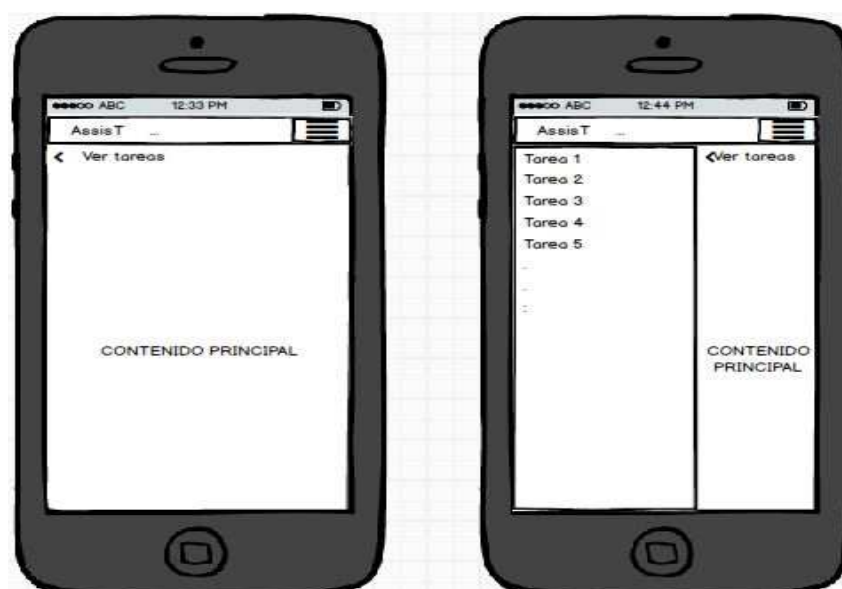 ABC 12:33 PM
AssisT ...
< Ver tareas
CONTENIDO PRINCIPAL
ABC 12:44 PM
AssisT ...
Tarea 1
Tarea 2
Tarea 3
Tarea 4
Tarea 5
.
.
:
<Ver tareas
CONTENIDO
PRINCIPAL